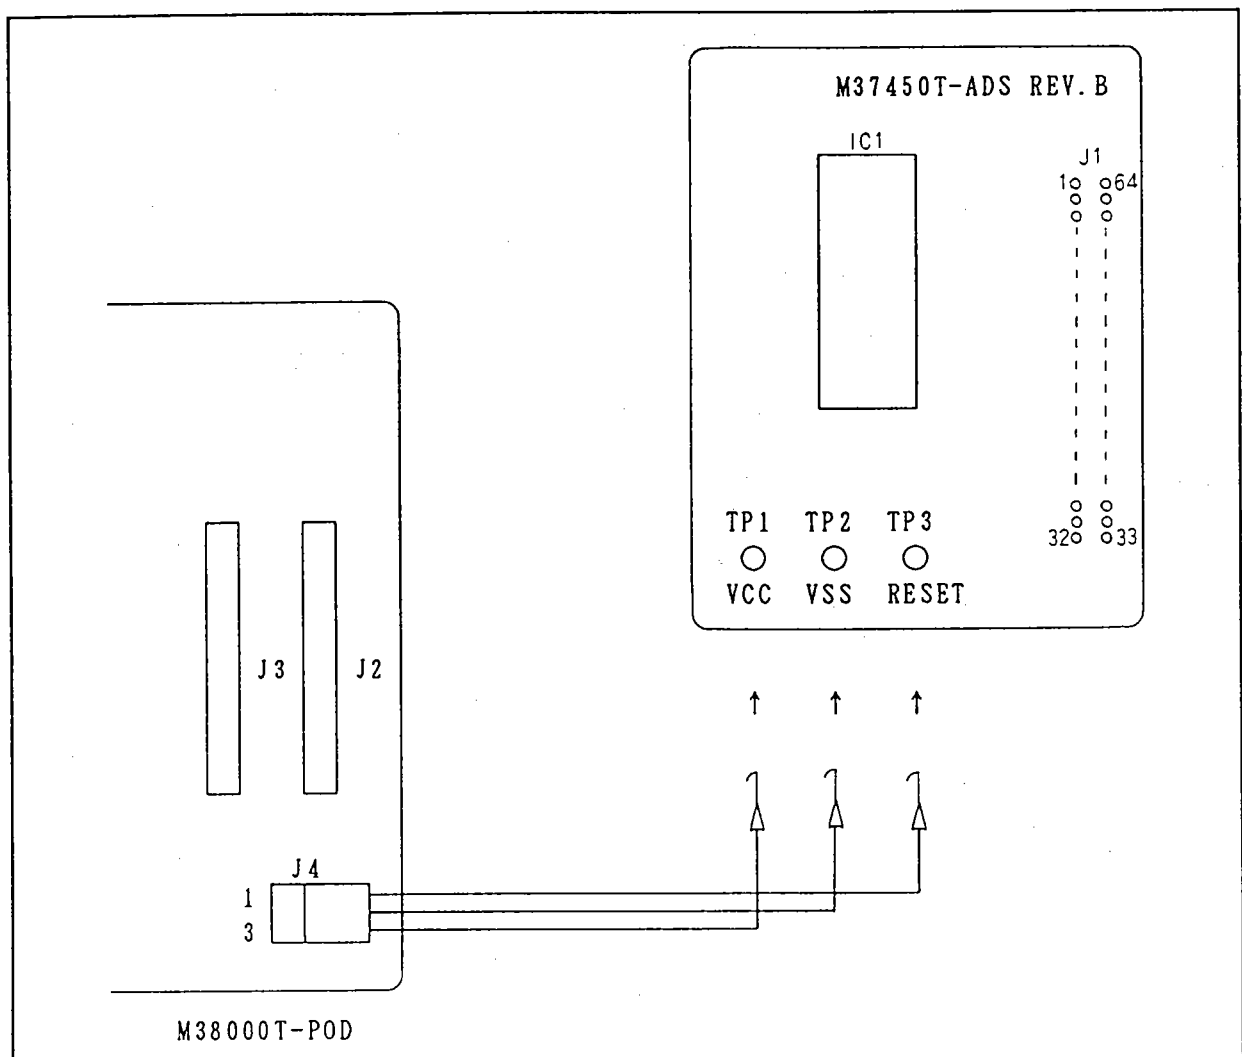 M37450T-ADS REV.B
IC1
J1
1 64
32 33
TP1 TP2 TP3
VCC VSS RESET
J3 J2
J4
1
3
M38000T-POD